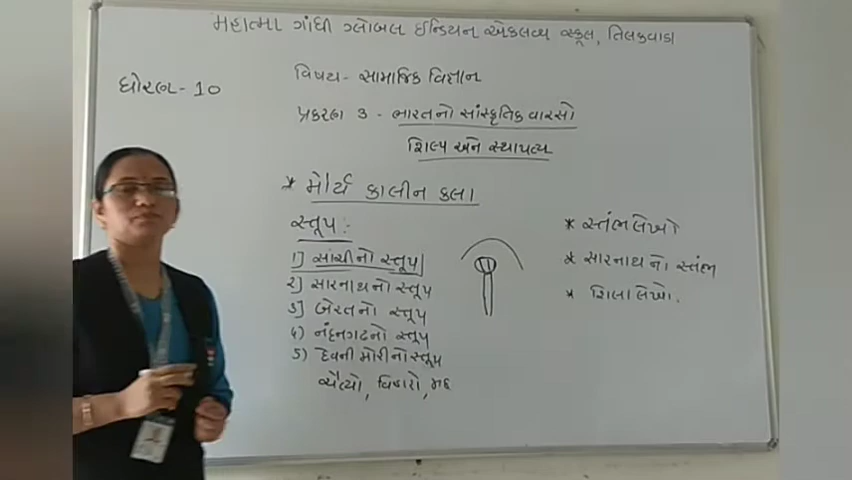 મહાત્મા ગાંધી ગ્લોબલ ઈન્ડિયન એકલવ્ય સ્કૂલ, તિલકવાડા
ધોરણ - 10
વિષય - સામાજિક વિજ્ઞાન
પ્રકરણ 3 - ભારતનો સાંસ્કૃતિક વારસો
શિલ્પ અને સ્થાપત્ય
* મૌર્ય કાલીન કલા
સ્તૂપ :-
1] સાંચીનો સ્તૂપ
2] સારનાથનો સ્તૂપ
3] બેરતનો સ્તૂપ
4) નંદનગઢનો સ્તૂપ
5) દેવની મોરીનો સ્તૂપ
ચૈત્યો, વિહારો, મઠ
* સ્તંભલેખો
* સારનાથનો સ્તંભ
* શિલાલેખો.